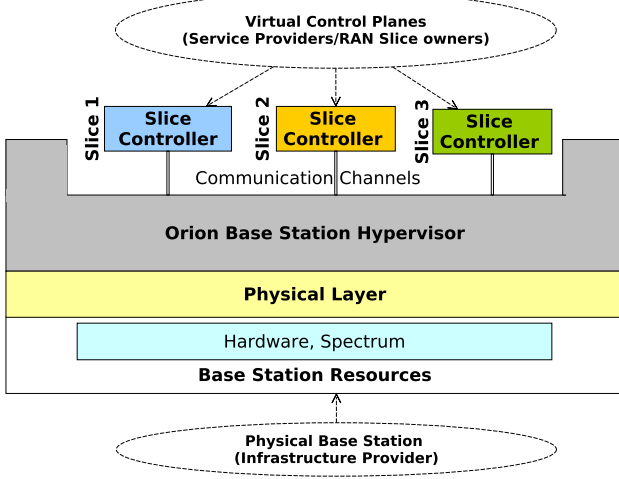 Virtual Control Planes
(Service Providers/RAN Slice owners)
Slice 1
Slice
Controller
Slice 2
Slice
Controller
Slice 3
Slice
Controller
Communication Channels
Orion Base Station Hypervisor
Physical Layer
Hardware, Spectrum
Base Station Resources
Physical Base Station
(Infrastructure Provider)